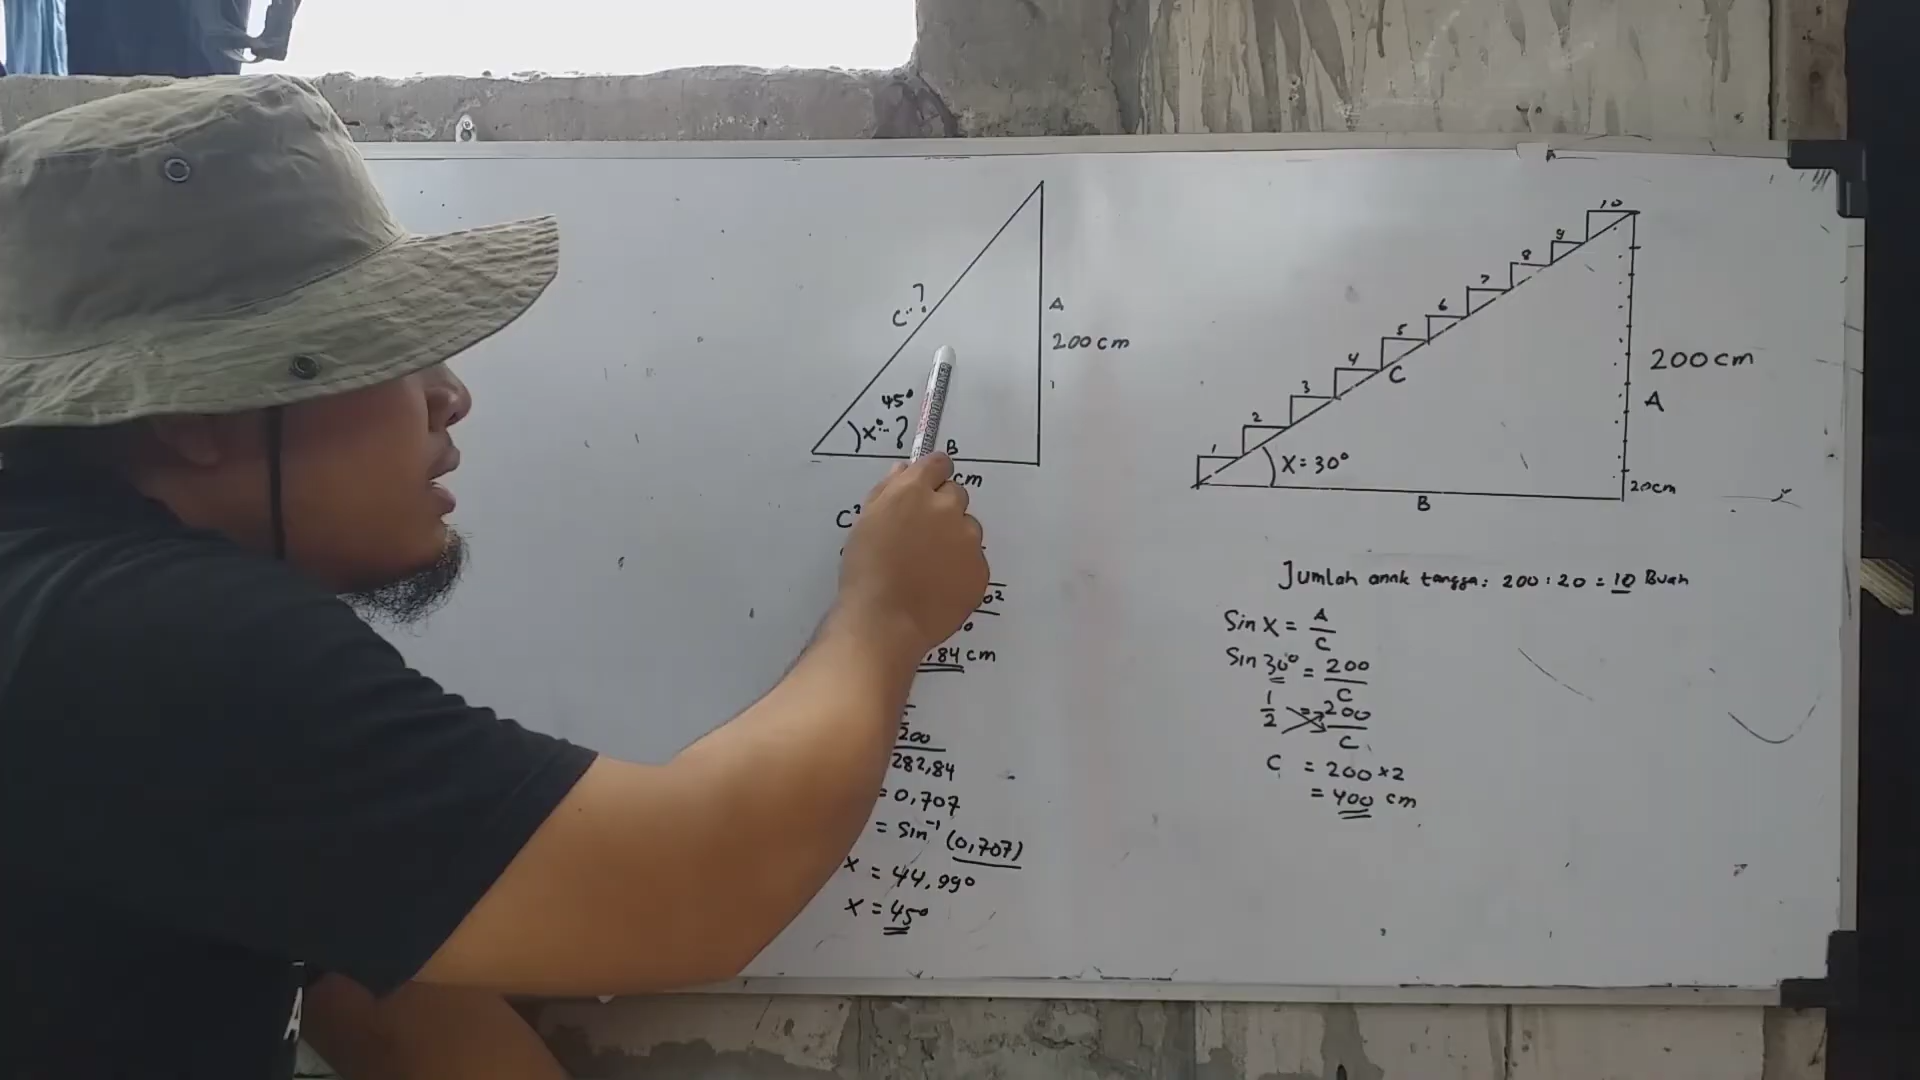 C = ?
A
200 cm
45°
x° = ?
B
cm
C²
0²
,84 cm
200
282,84
= 0,707
= Sin⁻¹ (0,707)
x = 44,99°
x = 45°
1
2
3
4
5
6
7
8
9
10
C
200 cm
A
X = 30°
20cm
B
Jumlah anak tangga : 200 : 20 = 10 Buah
Sin X = A/C
Sin 30° = 200/C
1/2 = 200/C
C = 200 x 2
= 400 cm